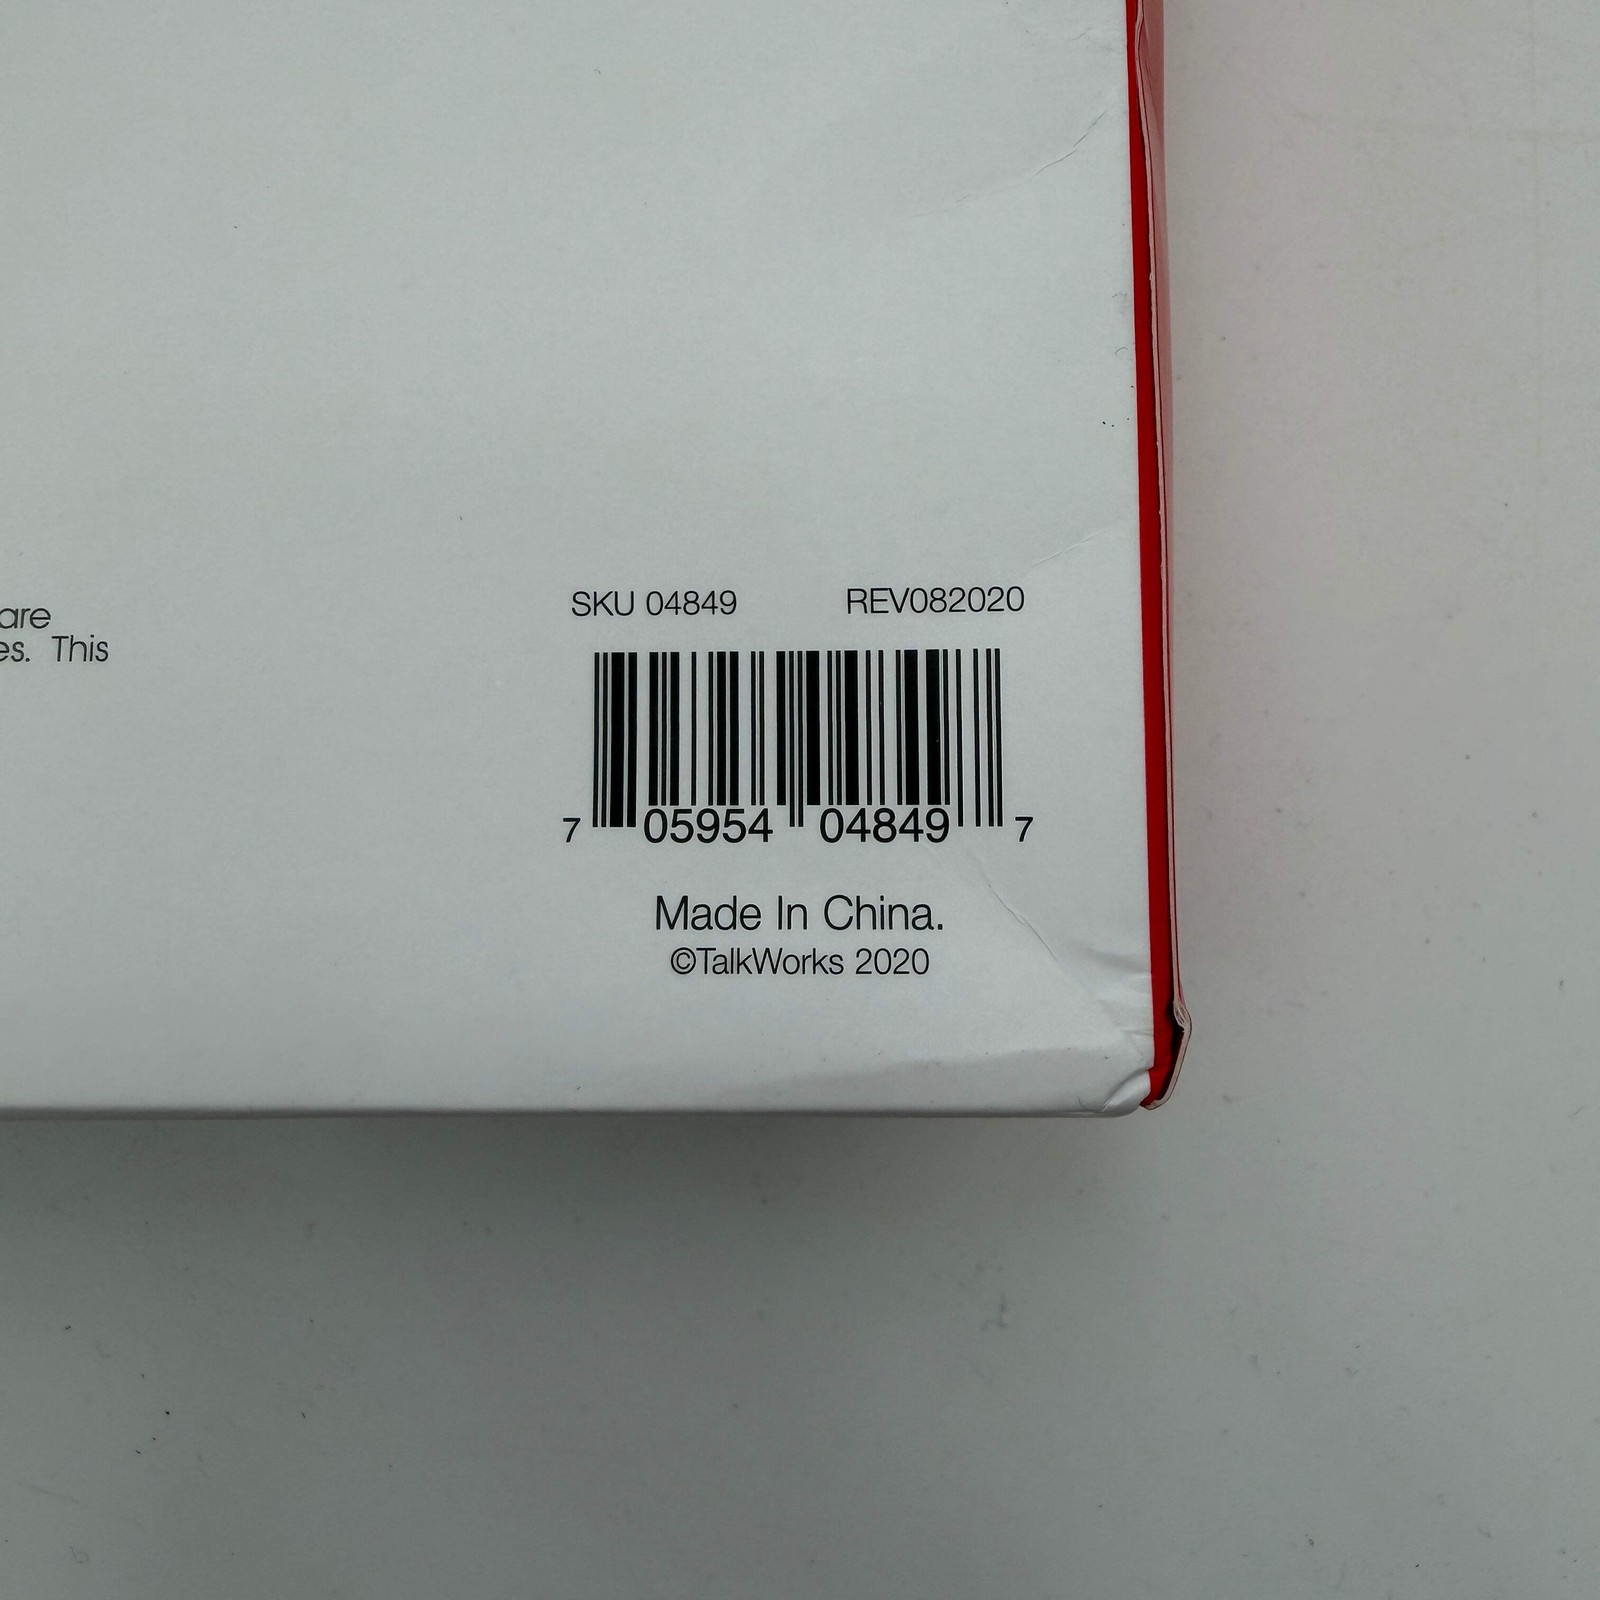 are
es. This
SKU 04849 REV082020
7 05954 04849 7
Made In China.
©TalkWorks 2020